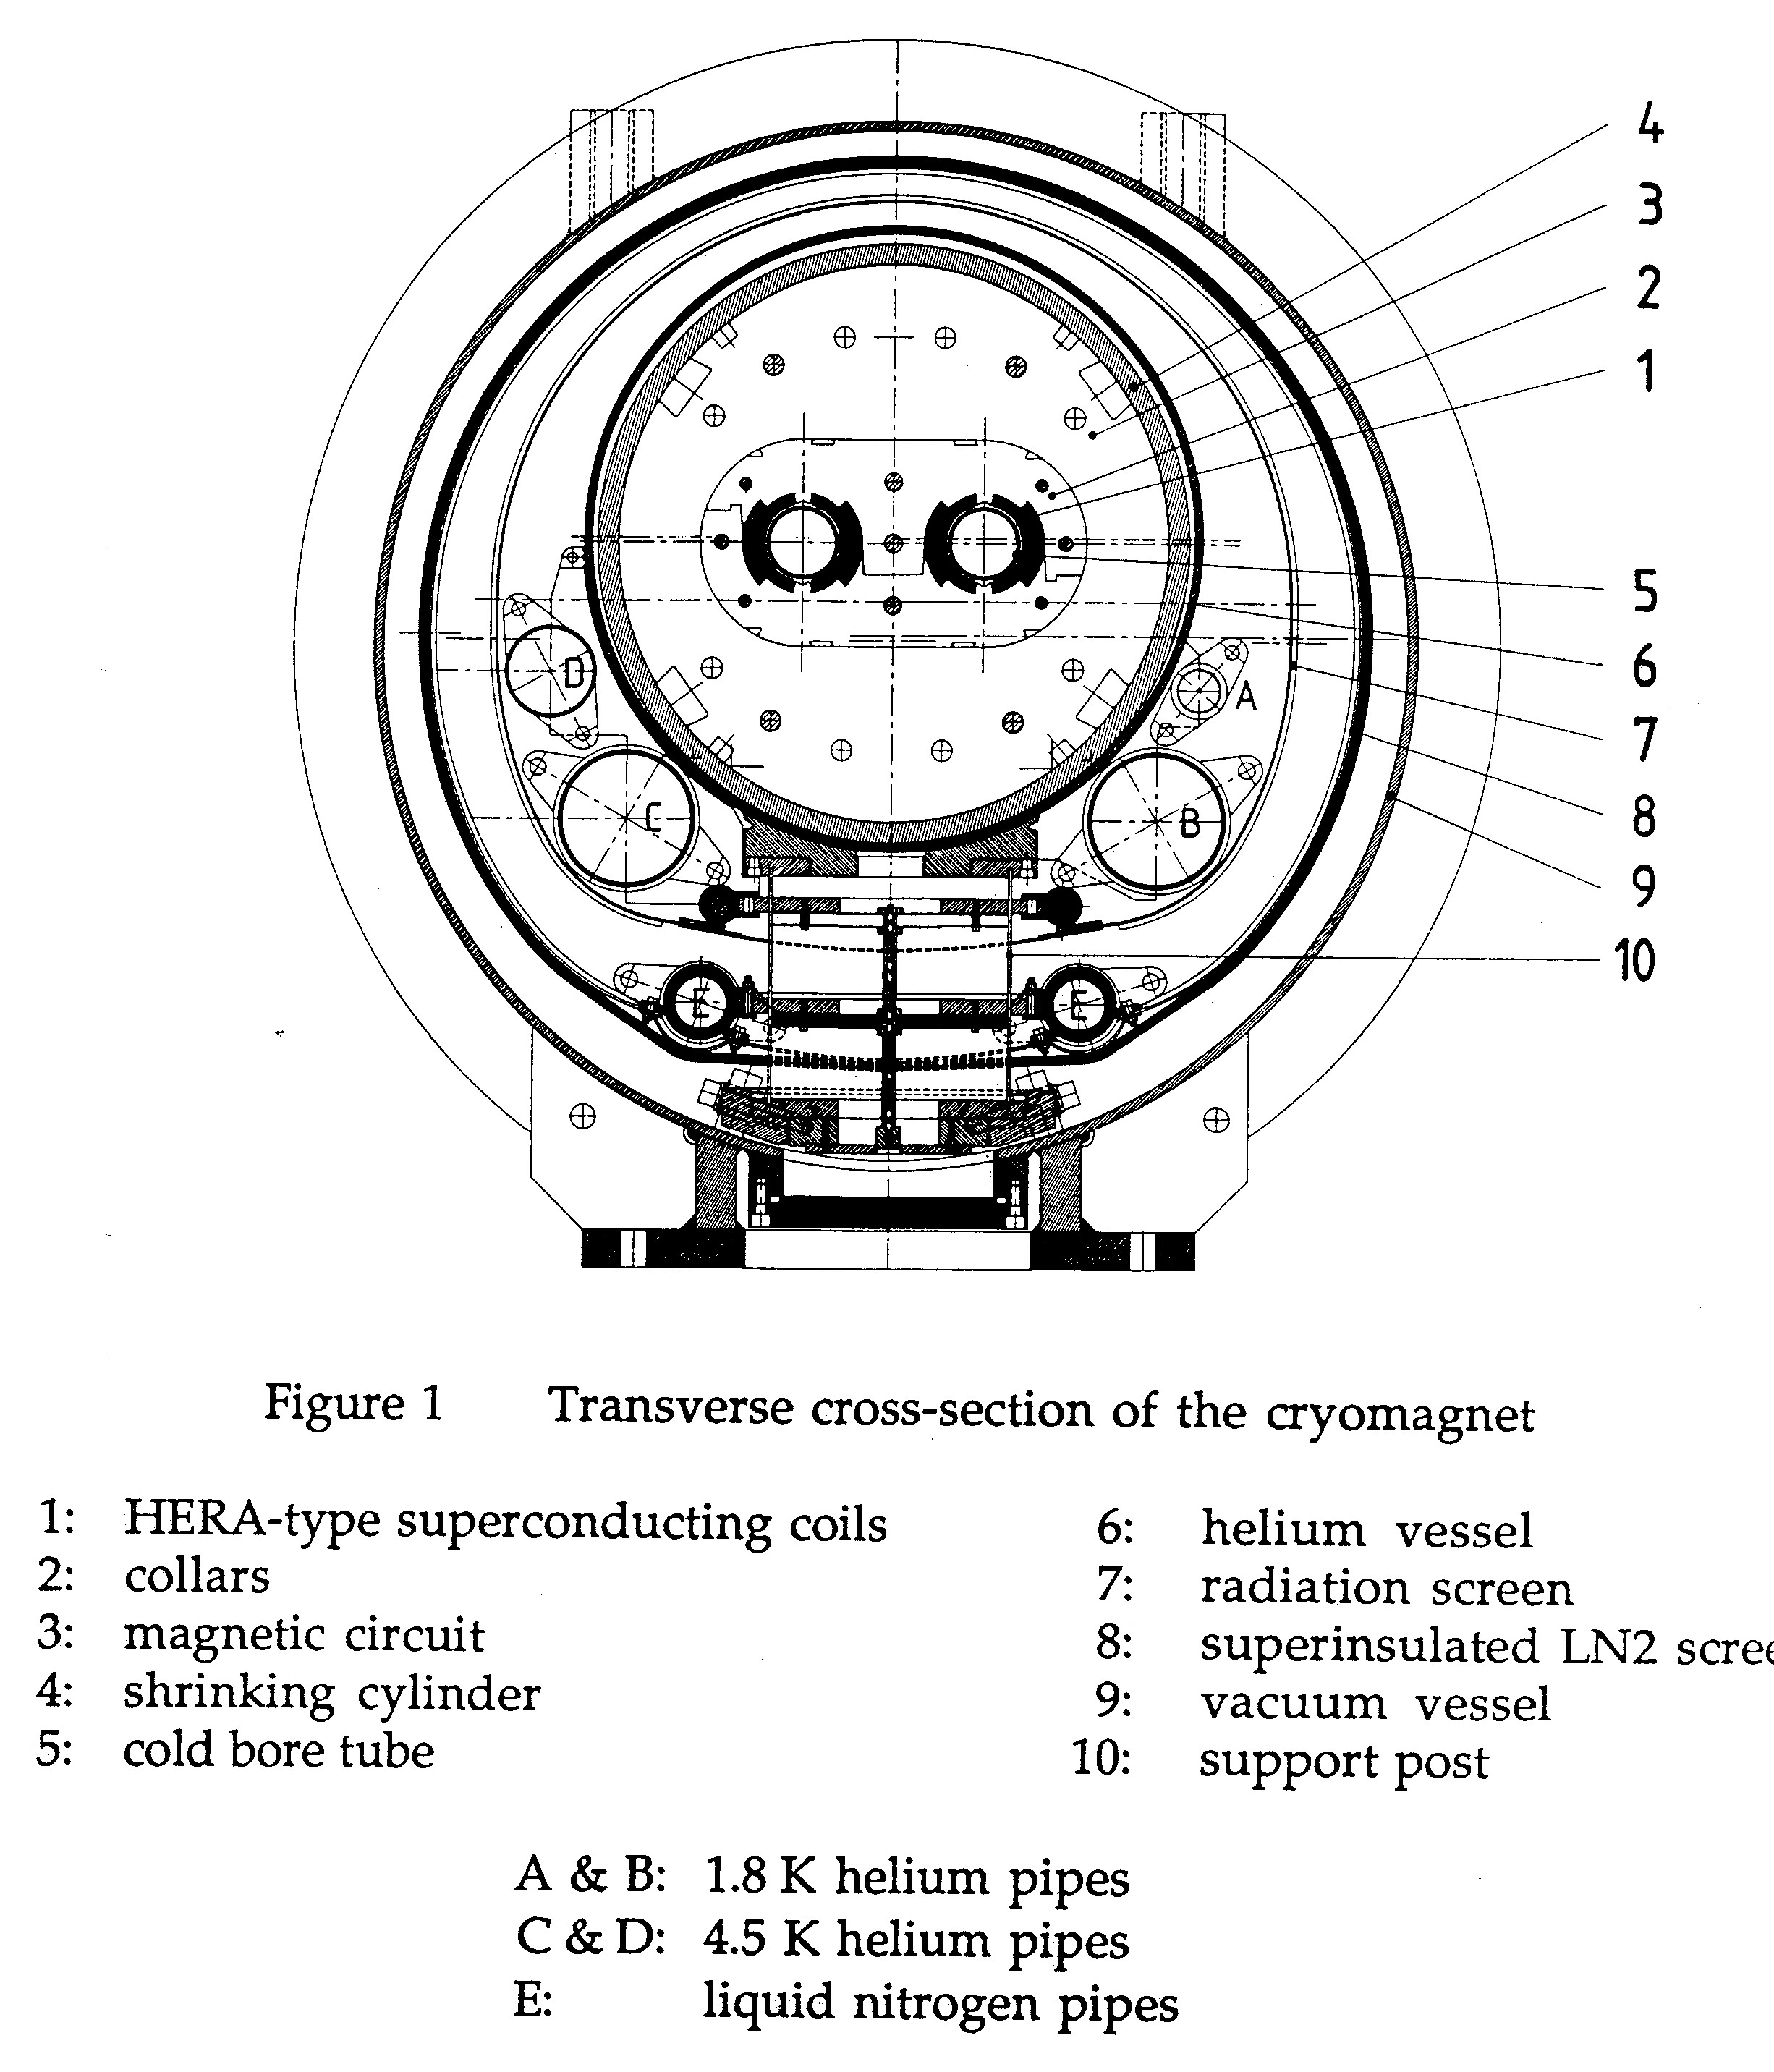 4
3
2
1
5
6
7
8
9
10
D
A
C
B
E
E
Figure 1 Transverse cross-section of the cryomagnet
1: HERA-type superconducting coils
2: collars
3: magnetic circuit
4: shrinking cylinder
5: cold bore tube
6: helium vessel
7: radiation screen
8: superinsulated LN2 scree
9: vacuum vessel
10: support post
A & B: 1.8 K helium pipes
C & D: 4.5 K helium pipes
E: liquid nitrogen pipes